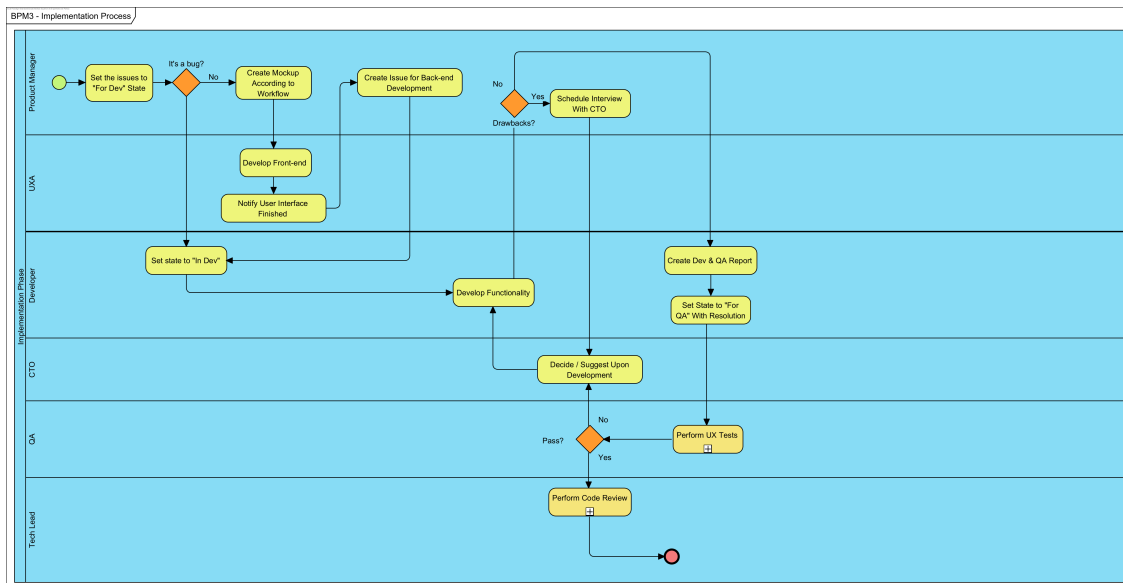 BPM3 - Implementation Process
Implementation Phase
Product Manager
Set the issues to
"For Dev" State
It's a bug?
No
Create Mockup
According to
Workflow
Create Issue for Back-end
Development
No
Yes
Drawbacks?
Schedule Interview
With CTO
UXA
Develop Front-end
Notify User Interface
Finished
Developer
Set state to "In Dev"
Develop Functionality
Create Dev & QA Report
Set State to "For
QA" With Resolution
CTO
Decide / Suggest Upon
Development
QA
No
Pass?
Yes
Perform UX Tests
Tech Lead
Perform Code Review